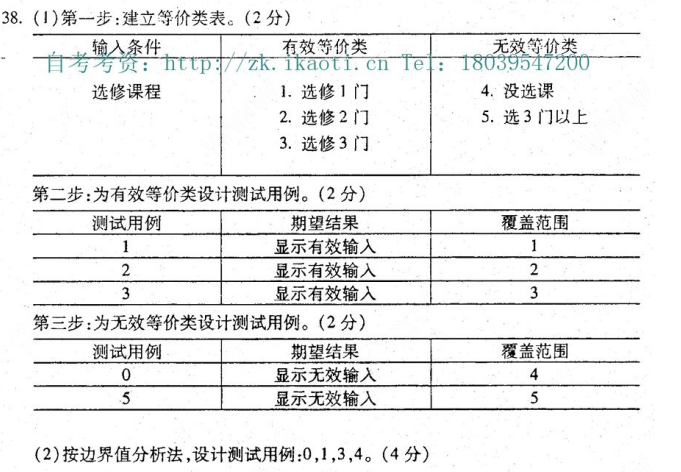 38. (1)第一步:建立等价类表。(2分)
输入条件 有效等价类 无效等价类
自考考资: http://zk.ikaoti.cn Tel: 18039547200
选修课程 1. 选修1门 4. 没选课
2. 选修2门 5. 选3门以上
3. 选修3门
第二步:为有效等价类设计测试用例。(2分)
测试用例 期望结果 覆盖范围
1 显示有效输入 1
2 显示有效输入 2
3 显示有效输入 3
第三步:为无效等价类设计测试用例。(2分)
测试用例 期望结果 覆盖范围
0 显示无效输入 4
5 显示无效输入 5
(2)按边界值分析法,设计测试用例:0,1,3,4。(4分)